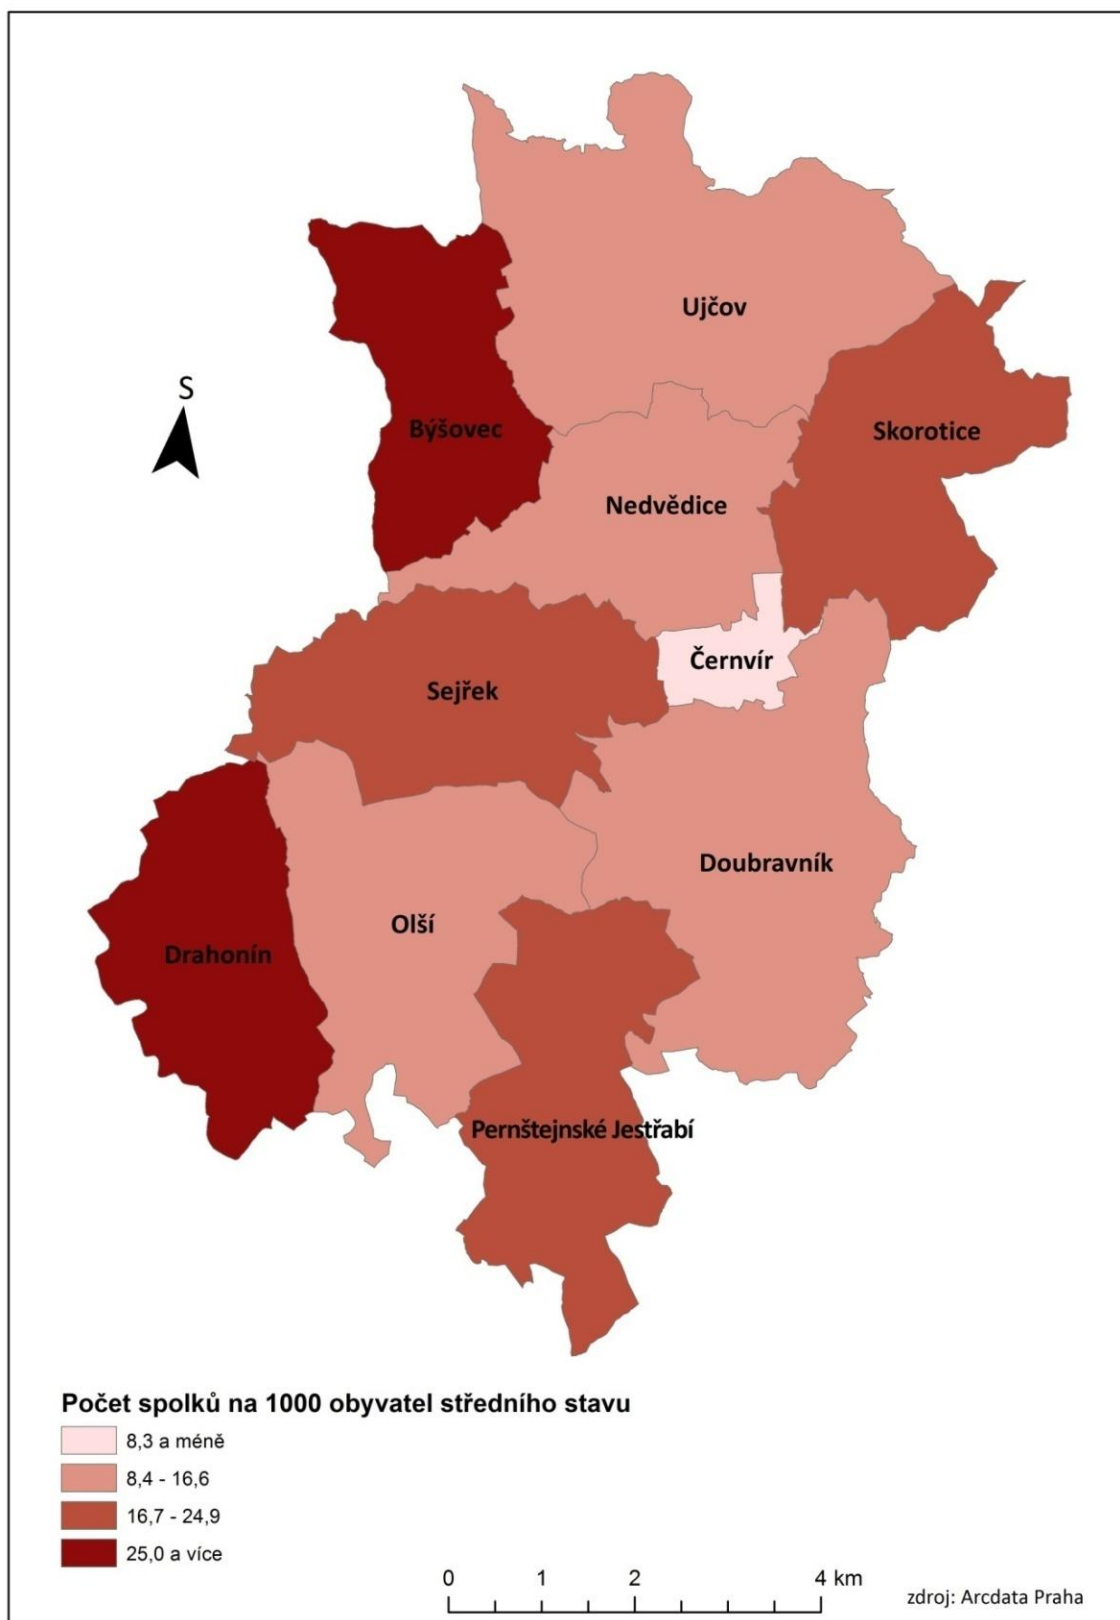 S
Ujčov
Býšovec
Skorotice
Nedvědice
Černvír
Sejřek
Doubravník
Olší
Drahonín
Pernštejnské Jestřabí
Počet spolků na 1000 obyvatel středního stavu
8,3 a méně
8,4 - 16,6
16,7 - 24,9
25,0 a více
0 1 2 4 km
zdroj: Arcdata Praha